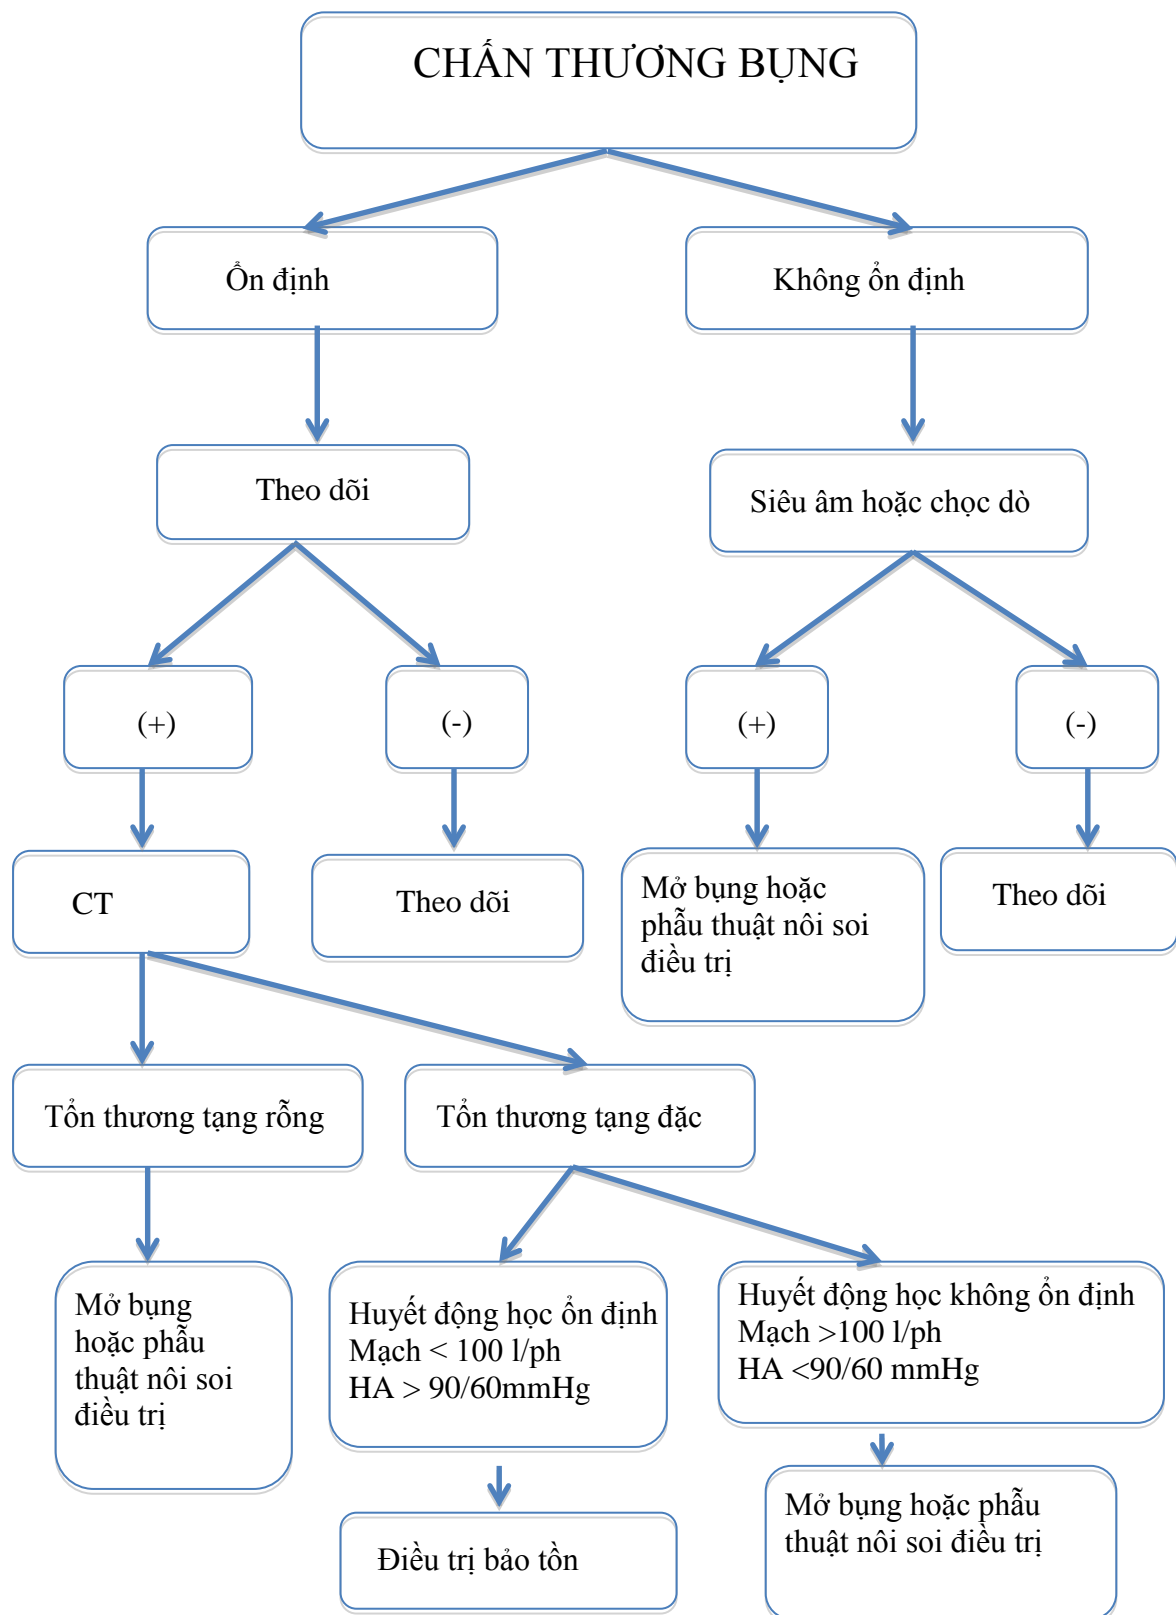 CHẤN THƯƠNG BỤNG
Ổn định
Không ổn định
Theo dõi
Siêu âm hoặc chọc dò
(+)
(-)
(+)
(-)
CT
Theo dõi
Mở bụng hoặc
phẫu thuật nôi soi
điều trị
Theo dõi
Tổn thương tạng rỗng
Tổn thương tạng đặc
Mở bụng
hoặc phẫu
thuật nôi soi
điều trị
Huyết động học ổn định
Mạch < 100 l/ph
HA > 90/60mmHg
Huyết động học không ổn định
Mạch >100 l/ph
HA <90/60 mmHg
Điều trị bảo tồn
Mở bụng hoặc phẫu
thuật nôi soi điều trị